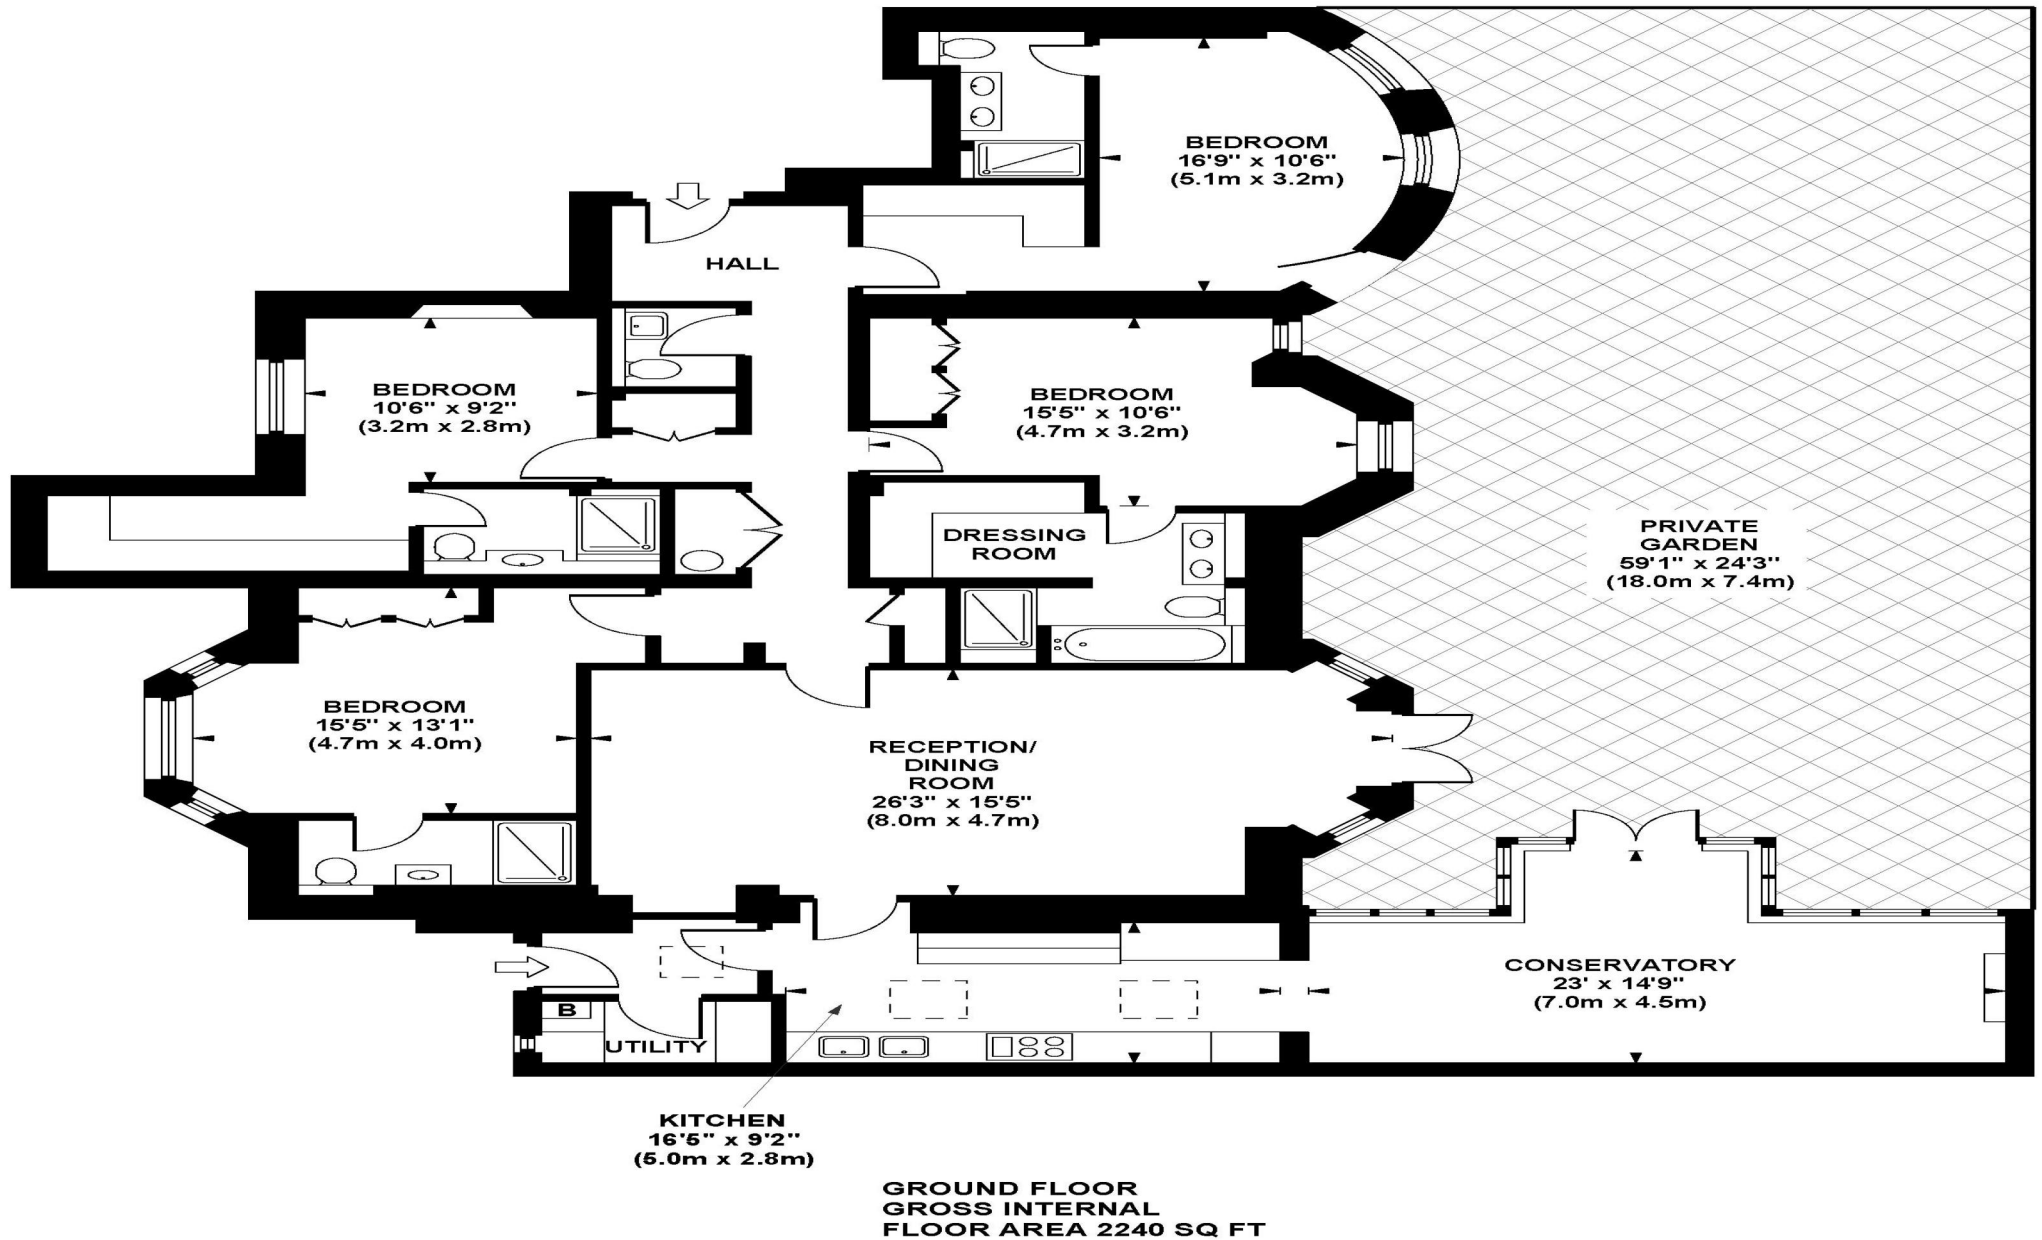 BEDROOM
16'9" x 10'6"
(5.1m x 3.2m)
HALL
BEDROOM
10'6" x 9'2"
(3.2m x 2.8m)
BEDROOM
15'5" x 10'6"
(4.7m x 3.2m)
DRESSING
ROOM
PRIVATE
GARDEN
59'1" x 24'3"
(18.0m x 7.4m)
BEDROOM
15'5" x 13'1"
(4.7m x 4.0m)
RECEPTION/
DINING
ROOM
26'3" x 15'5"
(8.0m x 4.7m)
CONSERVATORY
23' x 14'9"
(7.0m x 4.5m)
B
UTILITY
KITCHEN
16'5" x 9'2"
(5.0m x 2.8m)
GROUND FLOOR
GROSS INTERNAL
FLOOR AREA 2240 SQ FT